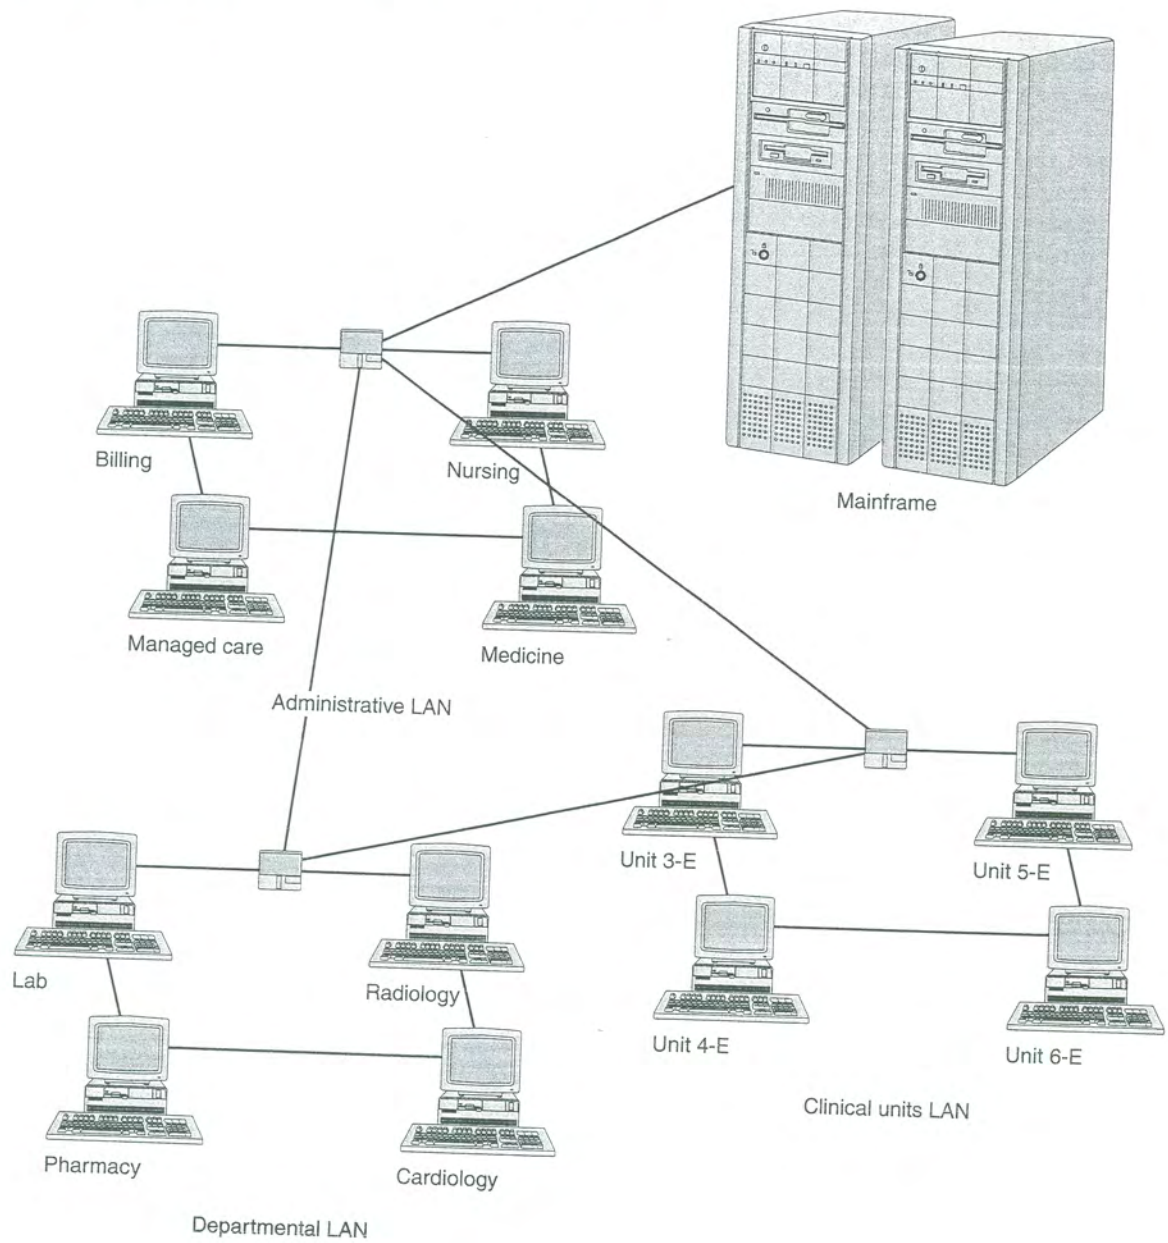 Mainframe
Billing
Nursing
Managed care
Medicine
Administrative LAN
Unit 3-E
Unit 5-E
Lab
Radiology
Unit 4-E
Unit 6-E
Clinical units LAN
Pharmacy
Cardiology
Departmental LAN